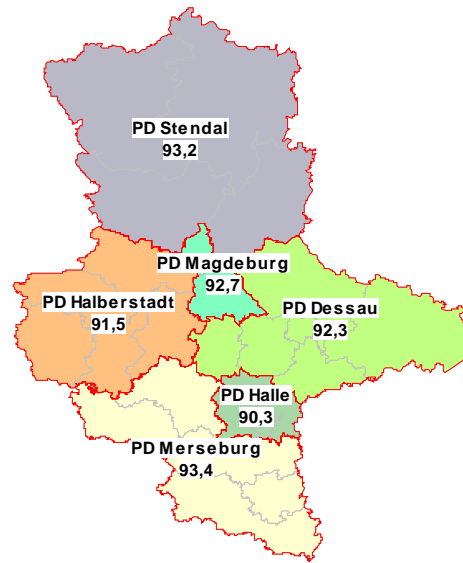 PD Stendal
93,2
PD Magdeburg
92,7
PD Halberstadt
91,5
PD Dessau
92,3
PD Halle
90,3
PD Merseburg
93,4